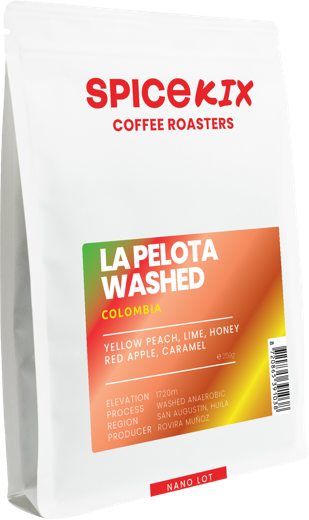 SPICEKIX
COFFEE ROASTERS
LA PELOTA
WASHED
COLOMBIA
YELLOW PEACH, LIME, HONEY
RED APPLE, CARAMEL
℮ 250g
ELEVATION 1720m
PROCESS WASHED ANAEROBIC
REGION SAN AUGUSTIN, HUILA
PRODUCER ROVIRA MUÑOZ
NANO LOT